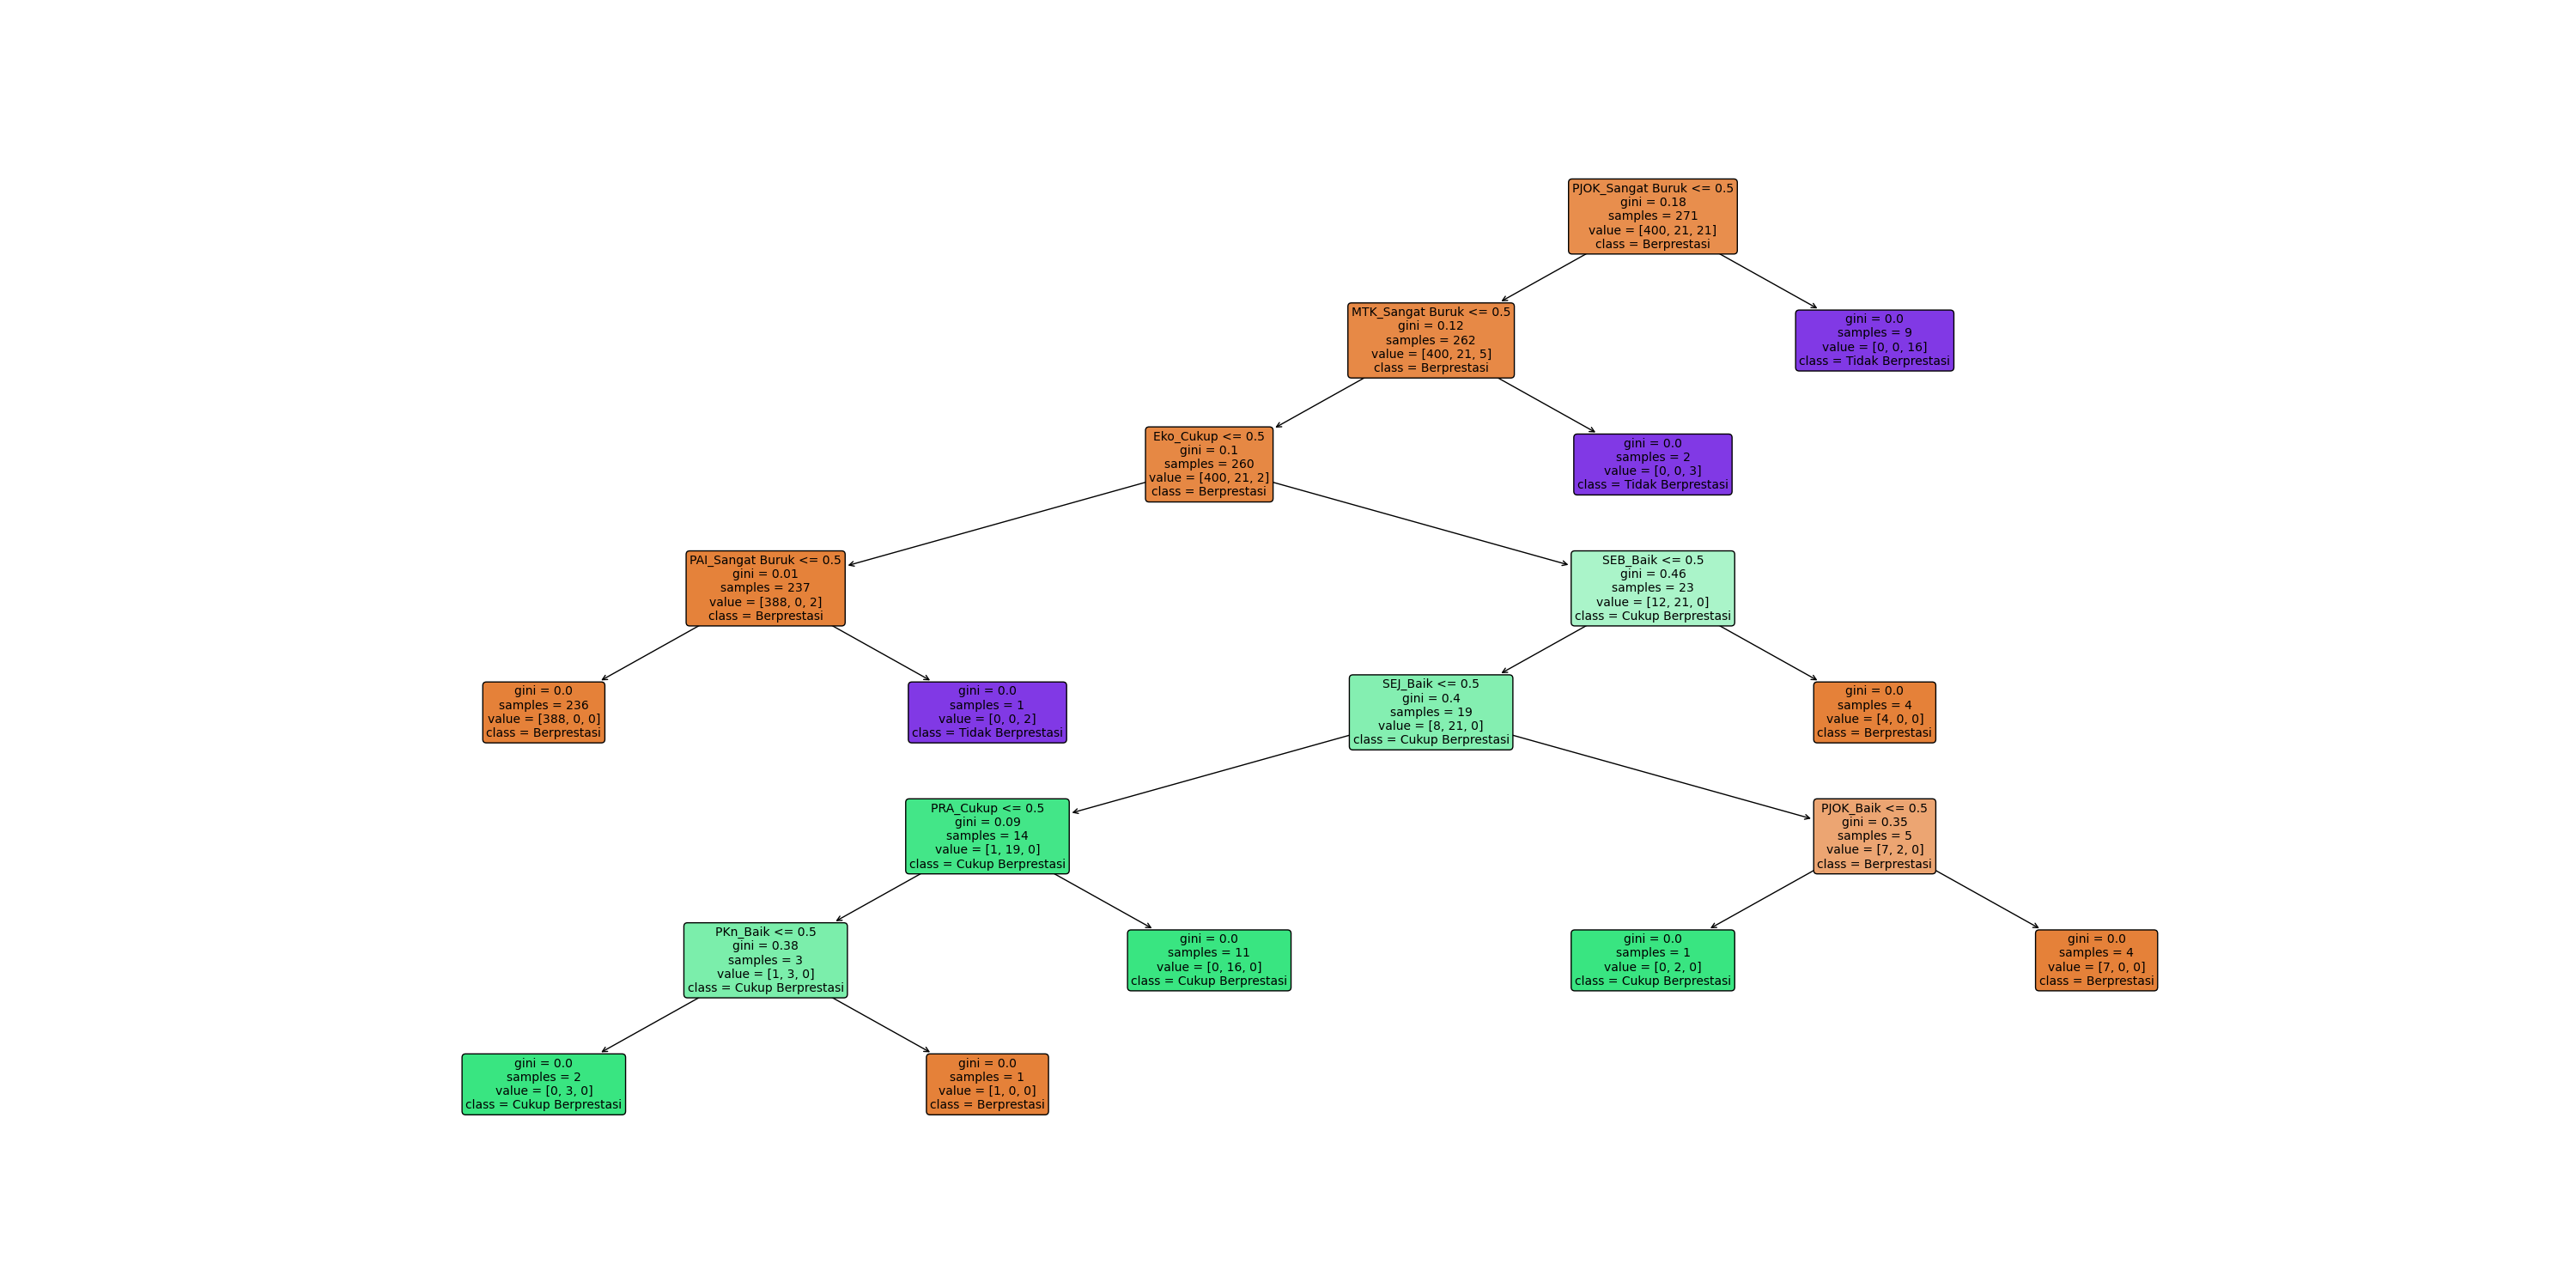 PJOK_Sangat Buruk <= 0.5
gini = 0.18
samples = 271
value = [400, 21, 21]
class = Berprestasi
MTK_Sangat Buruk <= 0.5
gini = 0.12
samples = 262
value = [400, 21, 5]
class = Berprestasi
gini = 0.0
samples = 9
value = [0, 0, 16]
class = Tidak Berprestasi
Eko_Cukup <= 0.5
gini = 0.1
samples = 260
value = [400, 21, 2]
class = Berprestasi
gini = 0.0
samples = 2
value = [0, 0, 3]
class = Tidak Berprestasi
PAI_Sangat Buruk <= 0.5
gini = 0.01
samples = 237
value = [388, 0, 2]
class = Berprestasi
SEB_Baik <= 0.5
gini = 0.46
samples = 23
value = [12, 21, 0]
class = Cukup Berprestasi
gini = 0.0
samples = 236
value = [388, 0, 0]
class = Berprestasi
gini = 0.0
samples = 1
value = [0, 0, 2]
class = Tidak Berprestasi
SEJ_Baik <= 0.5
gini = 0.4
samples = 19
value = [8, 21, 0]
class = Cukup Berprestasi
gini = 0.0
samples = 4
value = [4, 0, 0]
class = Berprestasi
PRA_Cukup <= 0.5
gini = 0.09
samples = 14
value = [1, 19, 0]
class = Cukup Berprestasi
PJOK_Baik <= 0.5
gini = 0.35
samples = 5
value = [7, 2, 0]
class = Berprestasi
PKn_Baik <= 0.5
gini = 0.38
samples = 3
value = [1, 3, 0]
class = Cukup Berprestasi
gini = 0.0
samples = 11
value = [0, 16, 0]
class = Cukup Berprestasi
gini = 0.0
samples = 1
value = [0, 2, 0]
class = Cukup Berprestasi
gini = 0.0
samples = 4
value = [7, 0, 0]
class = Berprestasi
gini = 0.0
samples = 2
value = [0, 3, 0]
class = Cukup Berprestasi
gini = 0.0
samples = 1
value = [1, 0, 0]
class = Berprestasi